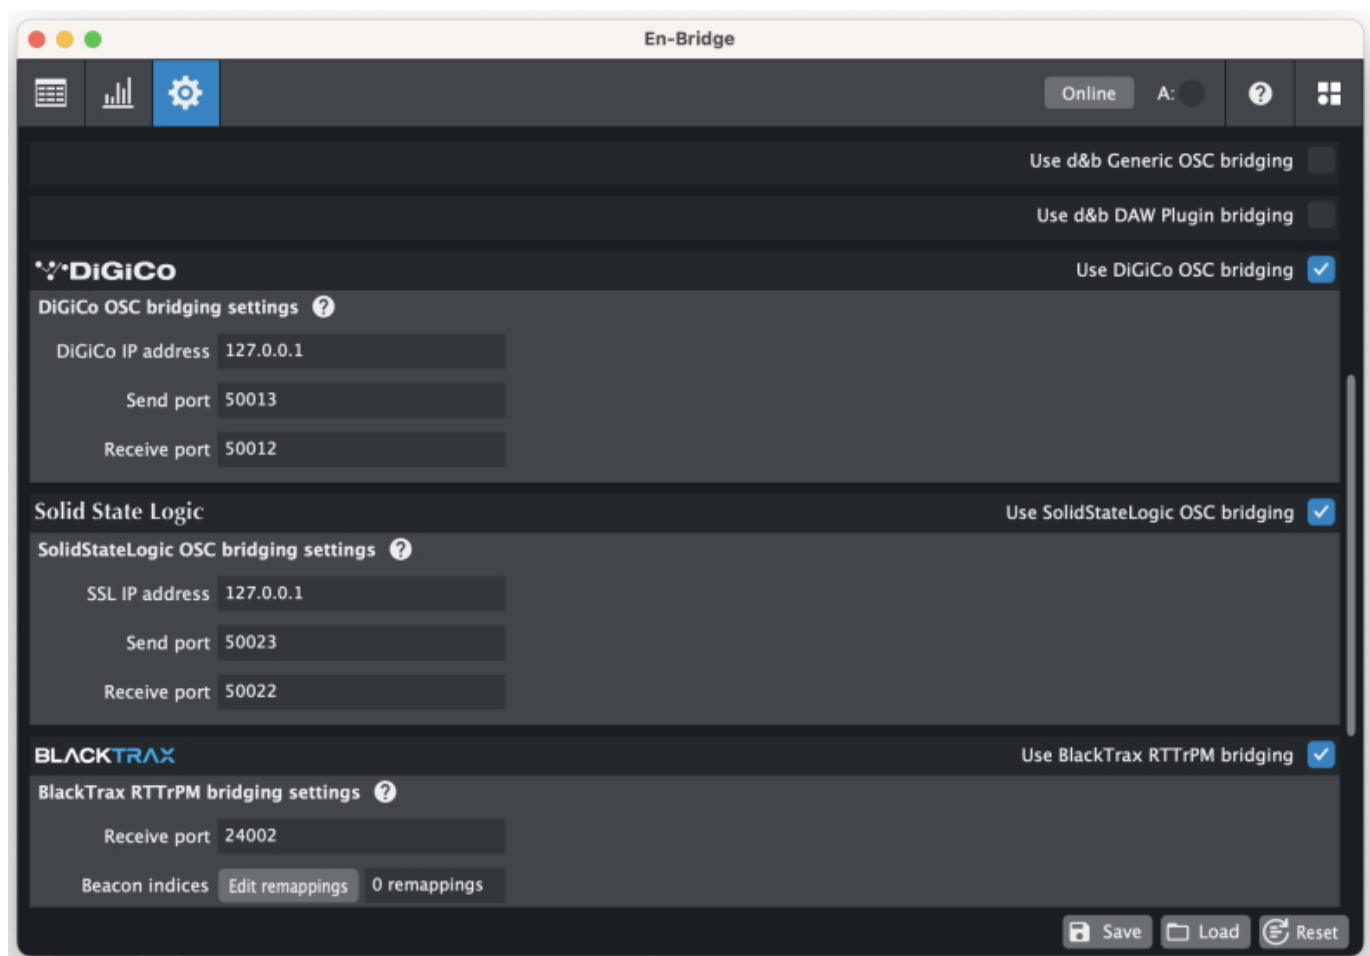 En-Bridge
Online A:
Use d&b Generic OSC bridging
Use d&b DAW Plugin bridging
DiGiCo Use DiGiCo OSC bridging
DiGiCo OSC bridging settings ?
DiGiCo IP address 127.0.0.1
Send port 50013
Receive port 50012
Solid State Logic Use SolidStateLogic OSC bridging
SolidStateLogic OSC bridging settings ?
SSL IP address 127.0.0.1
Send port 50023
Receive port 50022
BLACKTRAX Use BlackTrax RTTrPM bridging
BlackTrax RTTrPM bridging settings ?
Receive port 24002
Beacon indices Edit remappings 0 remappings
Save Load Reset